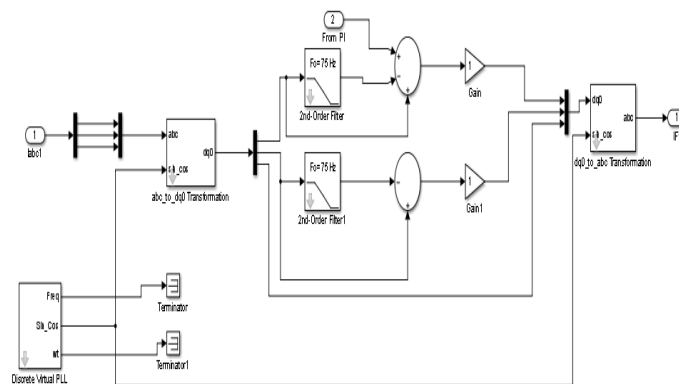 2
From PI
Fo=75 Hz
2nd-Order Filter
+
−
+
1
Gain
1
Iabc1
abc
sin_cos
dq0
abc_to_dq0 Transformation
Fo=75 Hz
2nd-Order Filter1
−
+
1
Gain1
dq0
sin_cos
abc
dq0_to_abc Transformation
1
IF
Freq
Sin_Cos
wt
Discrete Virtual PLL
Terminator
Terminator1